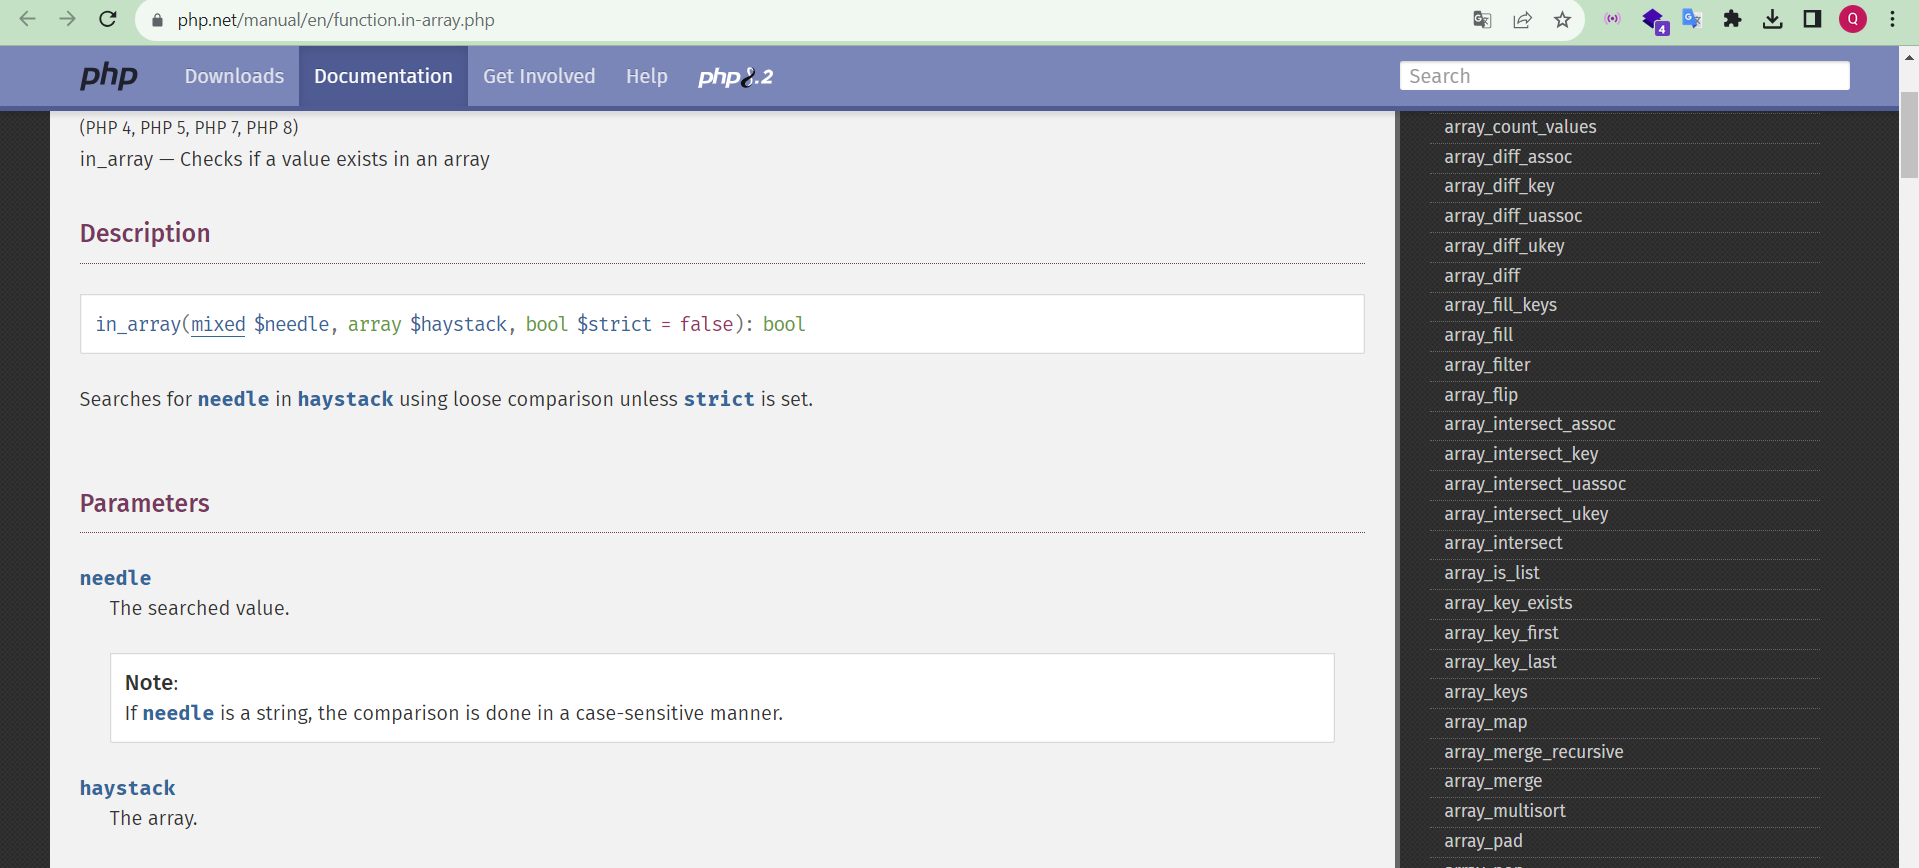 php.net/manual/en/function.in-array.php
4
Q
php
Downloads
Documentation
Get Involved
Help
php8.2
Search
(PHP 4, PHP 5, PHP 7, PHP 8)
in_array — Checks if a value exists in an array
Description
in_array(mixed $needle, array $haystack, bool $strict = false): bool
Searches for needle in haystack using loose comparison unless strict is set.
Parameters
needle
The searched value.
Note:
If needle is a string, the comparison is done in a case-sensitive manner.
haystack
The array.
array_count_values
array_diff_assoc
array_diff_key
array_diff_uassoc
array_diff_ukey
array_diff
array_fill_keys
array_fill
array_filter
array_flip
array_intersect_assoc
array_intersect_key
array_intersect_uassoc
array_intersect_ukey
array_intersect
array_is_list
array_key_exists
array_key_first
array_key_last
array_keys
array_map
array_merge_recursive
array_merge
array_multisort
array_pad